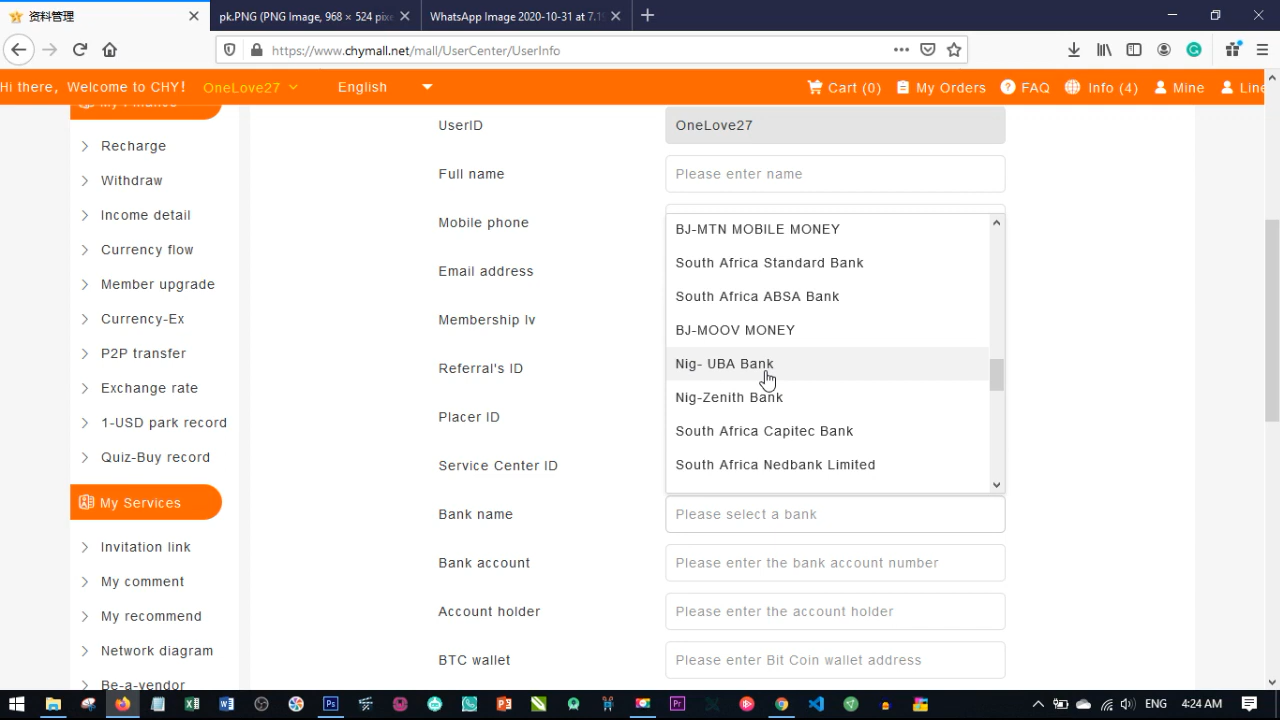 资料管理
pk.PNG (PNG Image, 968 × 524 pixe
WhatsApp Image 2020-10-31 at 7.1
https://www.chymall.net/mall/UserCenter/UserInfo
Hi there, Welcome to CHY! OneLove27 English Cart (0) My Orders FAQ Info (4) Mine Line
My Finance
Recharge
Withdraw
Income detail
Currency flow
Member upgrade
Currency-Ex
P2P transfer
Exchange rate
1-USD park record
Quiz-Buy record
My Services
Invitation link
My comment
My recommend
Network diagram
Be-a-vendor
UserID OneLove27
Full name Please enter name
Mobile phone
Email address
Membership lv
Referral's ID
Placer ID
Service Center ID
BJ-MTN MOBILE MONEY
South Africa Standard Bank
South Africa ABSA Bank
BJ-MOOV MONEY
Nig- UBA Bank
Nig-Zenith Bank
South Africa Capitec Bank
South Africa Nedbank Limited
Bank name Please select a bank
Bank account Please enter the bank account number
Account holder Please enter the account holder
BTC wallet Please enter Bit Coin wallet address
ENG 4:24 AM